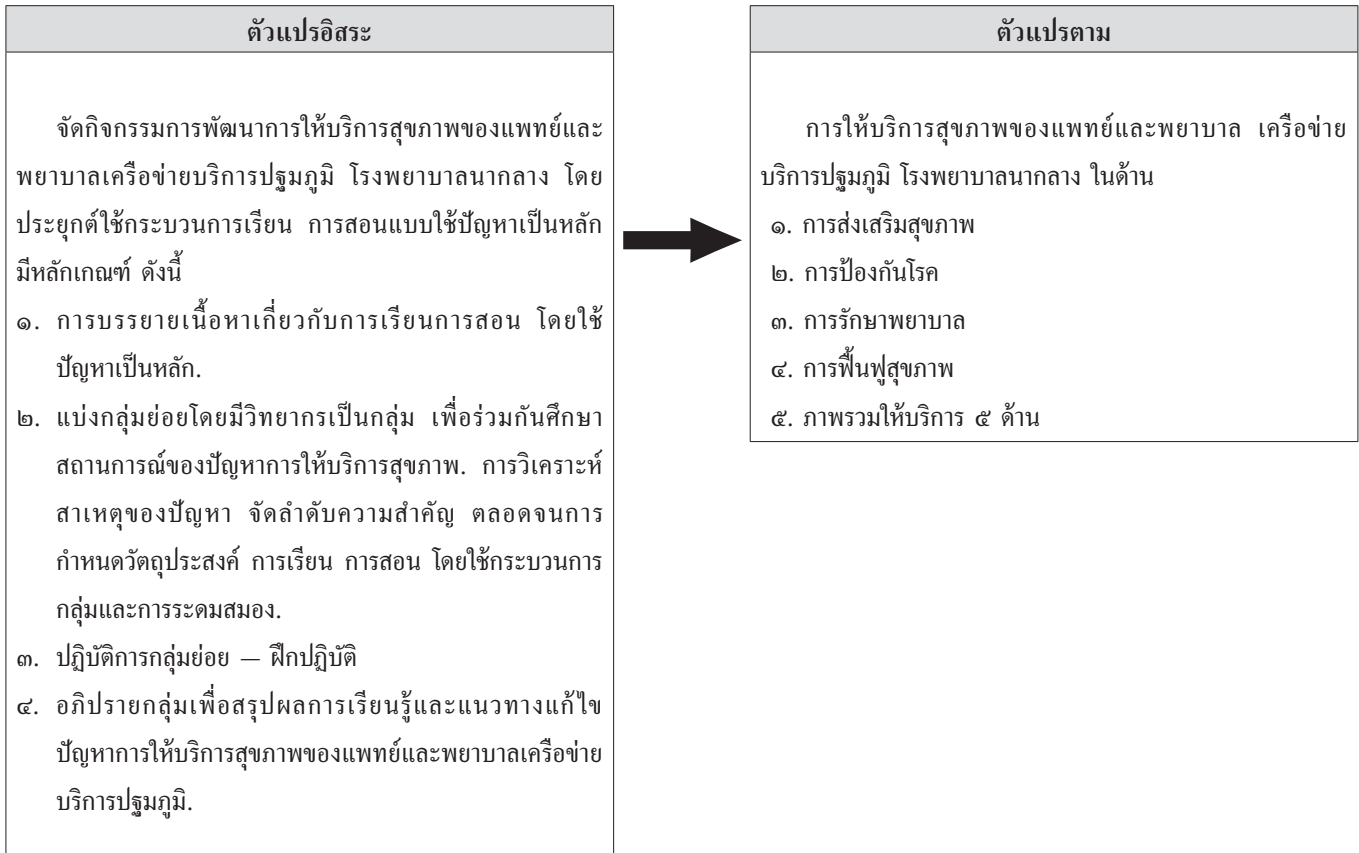 ตัวแปรอิสระ
จัดกิจกรรมการพัฒนาการให้บริการสุขภาพของแพทย์และ
พยาบาลเครือข่ายบริการปฐมภูมิ โรงพยาบาลนากลาง โดย
ประยุกต์ใช้กระบวนการเรียน การสอนแบบใช้ปัญหาเป็นหลัก
มีหลักเกณฑ์ ดังนี้
๑. การบรรยายเนื้อหาเกี่ยวกับการเรียนการสอน โดยใช้
ปัญหาเป็นหลัก.
๒. แบ่งกลุ่มย่อยโดยมีวิทยากรเป็นกลุ่ม เพื่อร่วมกันศึกษา
สถานการณ์ของปัญหาการให้บริการสุขภาพ. การวิเคราะห์
สาเหตุของปัญหา จัดลำดับความสำคัญ ตลอดจนการ
กำหนดวัตถุประสงค์ การเรียน การสอน โดยใช้กระบวนการ
กลุ่มและการระดมสมอง.
๓. ปฏิบัติการกลุ่มย่อย — ฝึกปฏิบัติ
๔. อภิปรายกลุ่มเพื่อสรุปผลการเรียนรู้และแนวทางแก้ไข
ปัญหาการให้บริการสุขภาพของแพทย์และพยาบาลเครือข่าย
บริการปฐมภูมิ.
ตัวแปรตาม
การให้บริการสุขภาพของแพทย์และพยาบาล เครือข่าย
บริการปฐมภูมิ โรงพยาบาลนากลาง ในด้าน
๑. การส่งเสริมสุขภาพ
๒. การป้องกันโรค
๓. การรักษาพยาบาล
๔. การฟื้นฟูสุขภาพ
๕. ภาพรวมให้บริการ ๕ ด้าน